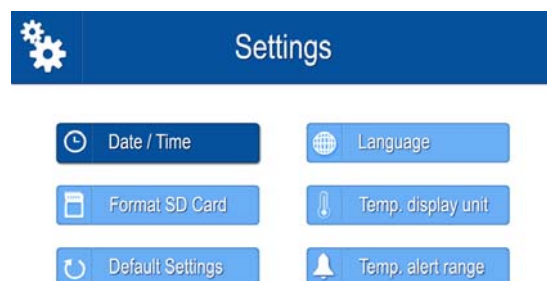 Settings
Date / Time
Language
Format SD Card
Temp. display unit
Default Settings
Temp. alert range